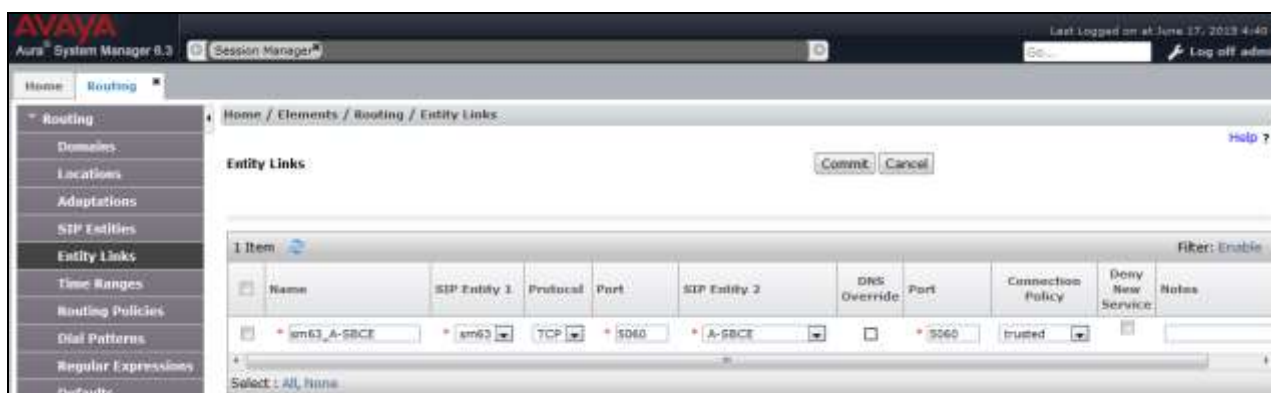 AVAYA
Last Logged on at June 17, 2013 4:40
Aura® System Manager 6.3
Session Manager
Go...
Log off admi
Home
Routing
Routing
Home / Elements / Routing / Entity Links
Help ?
Domains
Locations
Entity Links
Commit
Cancel
Adaptations
SIP Entities
Entity Links
1 Item
Filter: Enable
Time Ranges
Name SIP Entity 1 Protocol Port SIP Entity 2 DNS Override Port Connection Policy Deny New Service Notes
Routing Policies
Dial Patterns
* sm63_A-SBCE * sm63 TCP * 5060 * A-SBCE * 5060 trusted
Regular Expressions
Select : All, None
Defaults